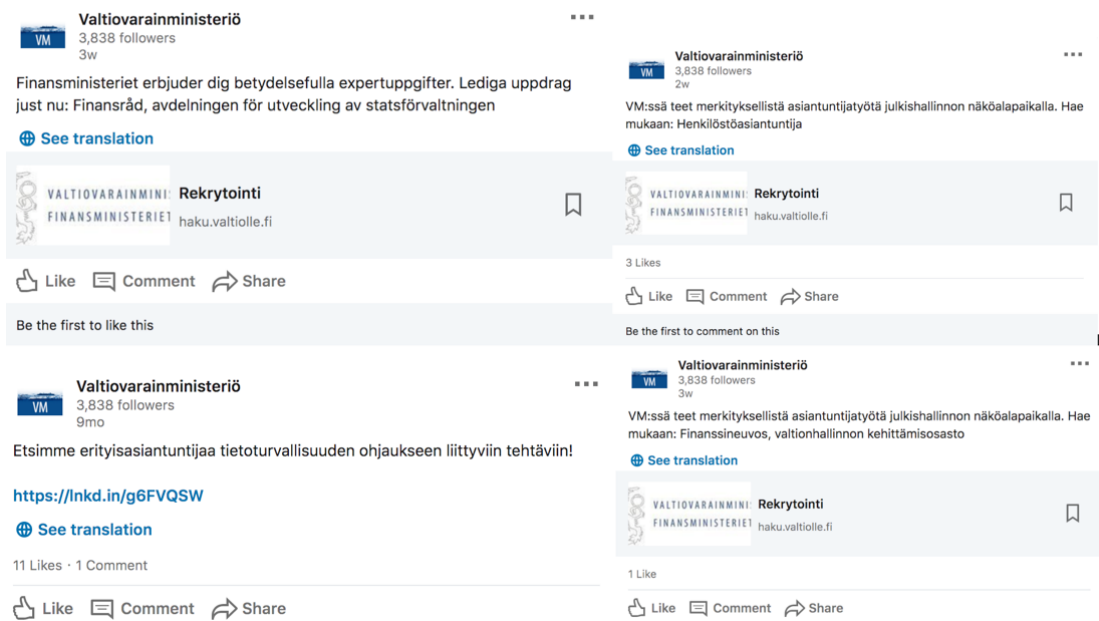 Valtiovarainministeriö
VM
3,838 followers
3w
Finansministeriet erbjuder dig betydelsefulla expertuppgifter. Lediga uppdrag
just nu: Finansråd, avdelningen för utveckling av statsförvaltningen
See translation
VALTIOVARAINMINI
FINANSMINISTERIET
Rekrytointi
haku.valtiolle.fi
Like Comment Share
Be the first to like this
Valtiovarainministeriö
VM
3,838 followers
9mo
Etsimme erityisasiantuntijaa tietoturvallisuuden ohjaukseen liittyviin tehtäviin!
https://lnkd.in/g6FVQSW
See translation
11 Likes · 1 Comment
Like Comment Share
Valtiovarainministeriö
VM
3,838 followers
2w
VM:ssä teet merkityksellistä asiantuntijatyötä julkishallinnon näköalapaikalla. Hae
mukaan: Henkilöstöasiantuntija
See translation
VALTIOVARAINMINI
FINANSMINISTERIET
Rekrytointi
haku.valtiolle.fi
3 Likes
Like Comment Share
Be the first to comment on this
Valtiovarainministeriö
VM
3,838 followers
3w
VM:ssä teet merkityksellistä asiantuntijatyötä julkishallinnon näköalapaikalla. Hae
mukaan: Finanssineuvos, valtionhallinnon kehittämisosasto
See translation
VALTIOVARAINMINI
FINANSMINISTERIET
Rekrytointi
haku.valtiolle.fi
1 Like
Like Comment Share